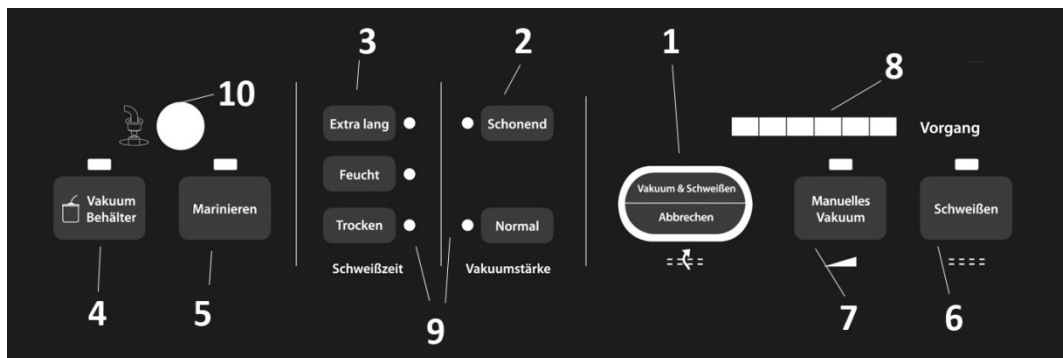 3
2
1
8
10
Extra lang
Schonend
Vorgang
Feucht
Vakuum & Schweißen
Abbrechen
Vakuum
Behälter
Marinieren
Manuelles
Vakuum
Schweißen
Trocken
Normal
Schweißzeit
Vakuumstärke
4
5
9
7
6